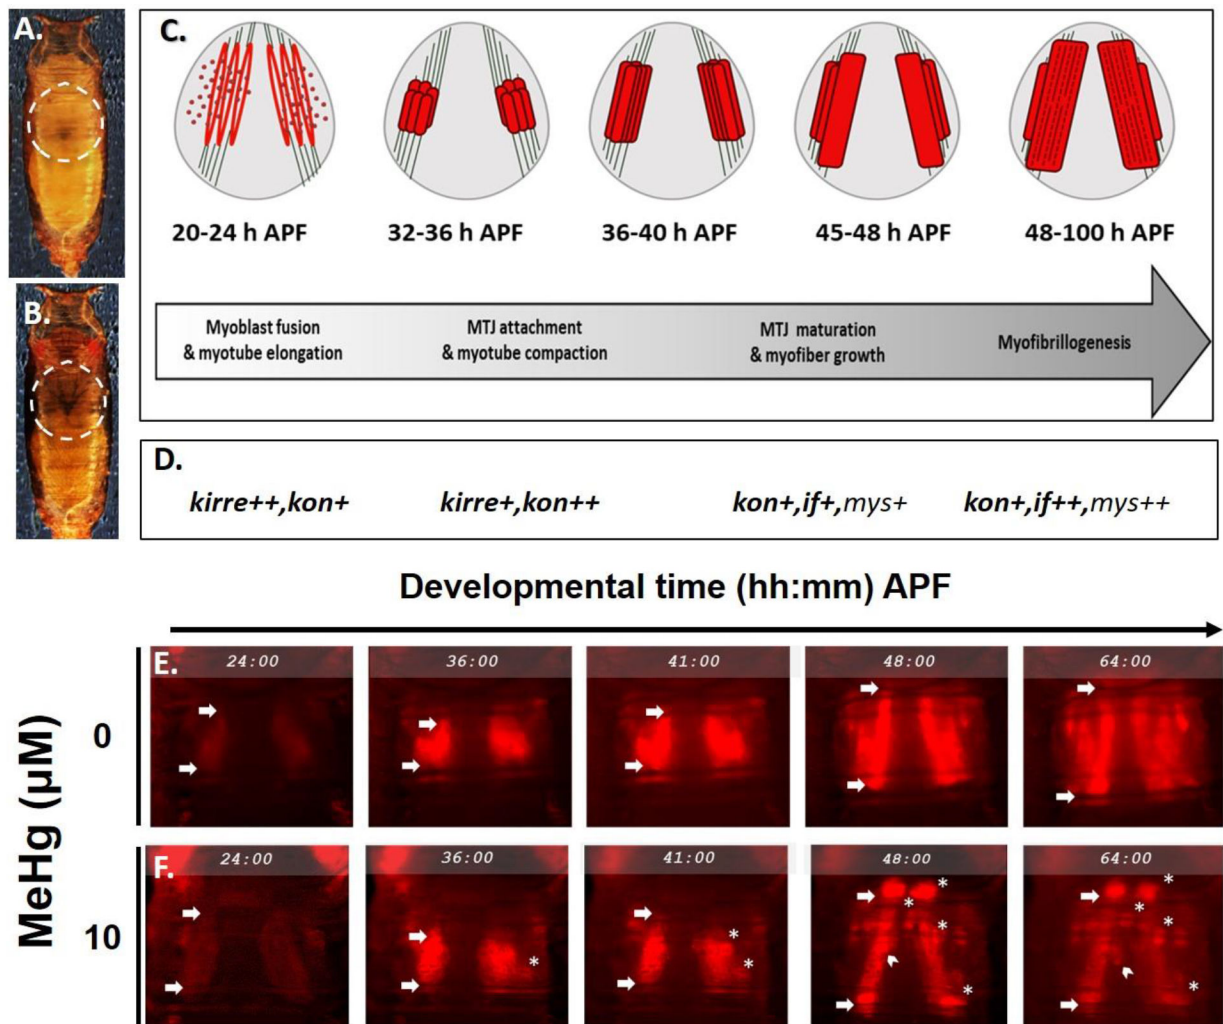 A.
B.
C.
20-24 h APF
32-36 h APF
36-40 h APF
45-48 h APF
48-100 h APF
Myoblast fusion
& myotube elongation
MTJ attachment
& myotube compaction
MTJ maturation
& myofiber growth
Myofibrillogenesis
D.
kirre++,kon+
kirre+,kon++
kon+,if+,mys+
kon+,if++,mys++
Developmental time (hh:mm) APF
MeHg (µM)
0
E.
24:00
36:00
41:00
48:00
64:00
10
F.
24:00
36:00
*
41:00
*
*
48:00
*
*
*
*
64:00
*
*
*
*